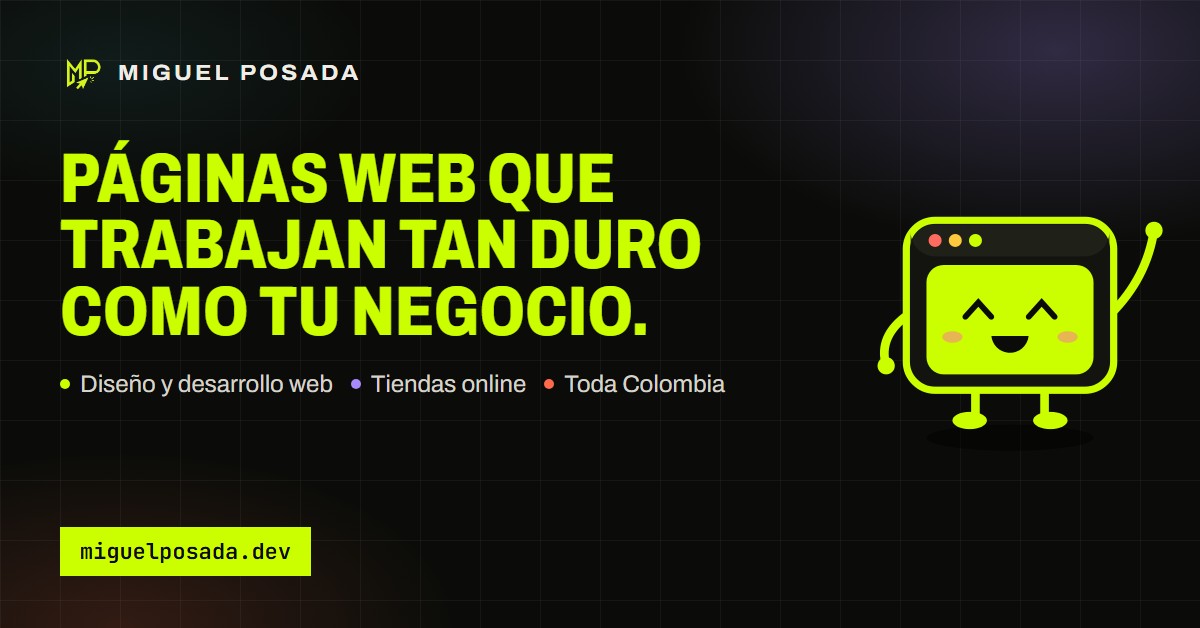 MP MIGUEL POSADA
PÁGINAS WEB QUE
TRABAJAN TAN DURO
COMO TU NEGOCIO.
Diseño y desarrollo web Tiendas online Toda Colombia
miguelposada.dev